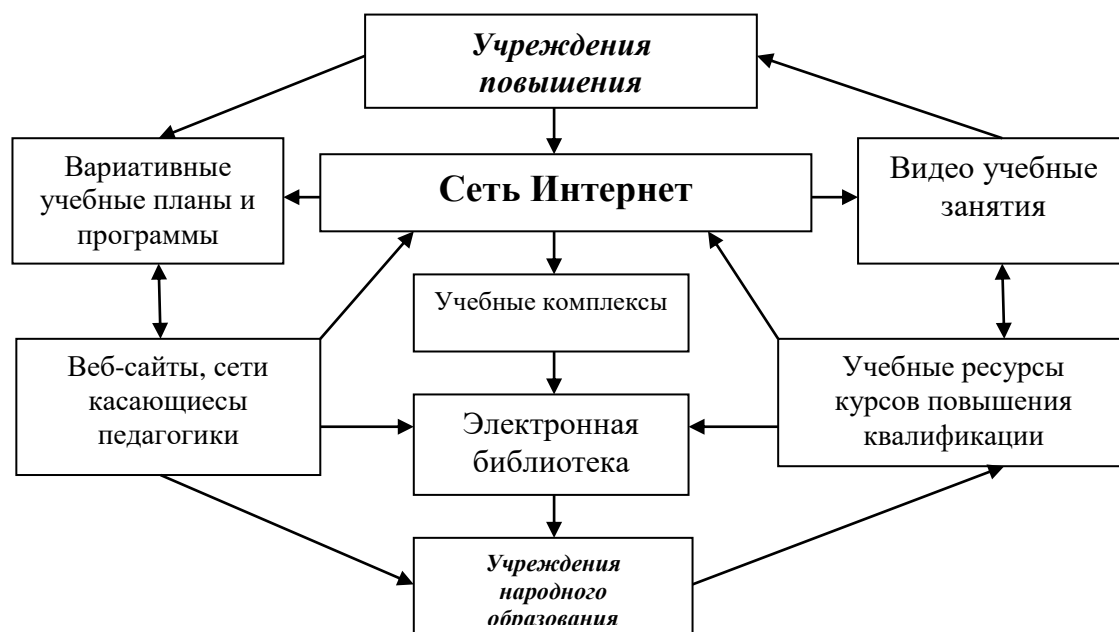 Учреждения
повышения
Вариативные
учебные планы и
программы
Сеть Интернет
Видео учебные
занятия
Учебные комплексы
Веб-сайты, сети
касающиесы
педагогики
Электронная
библиотека
Учебные ресурсы
курсов повышения
квалификации
Учреждения
народного
образования